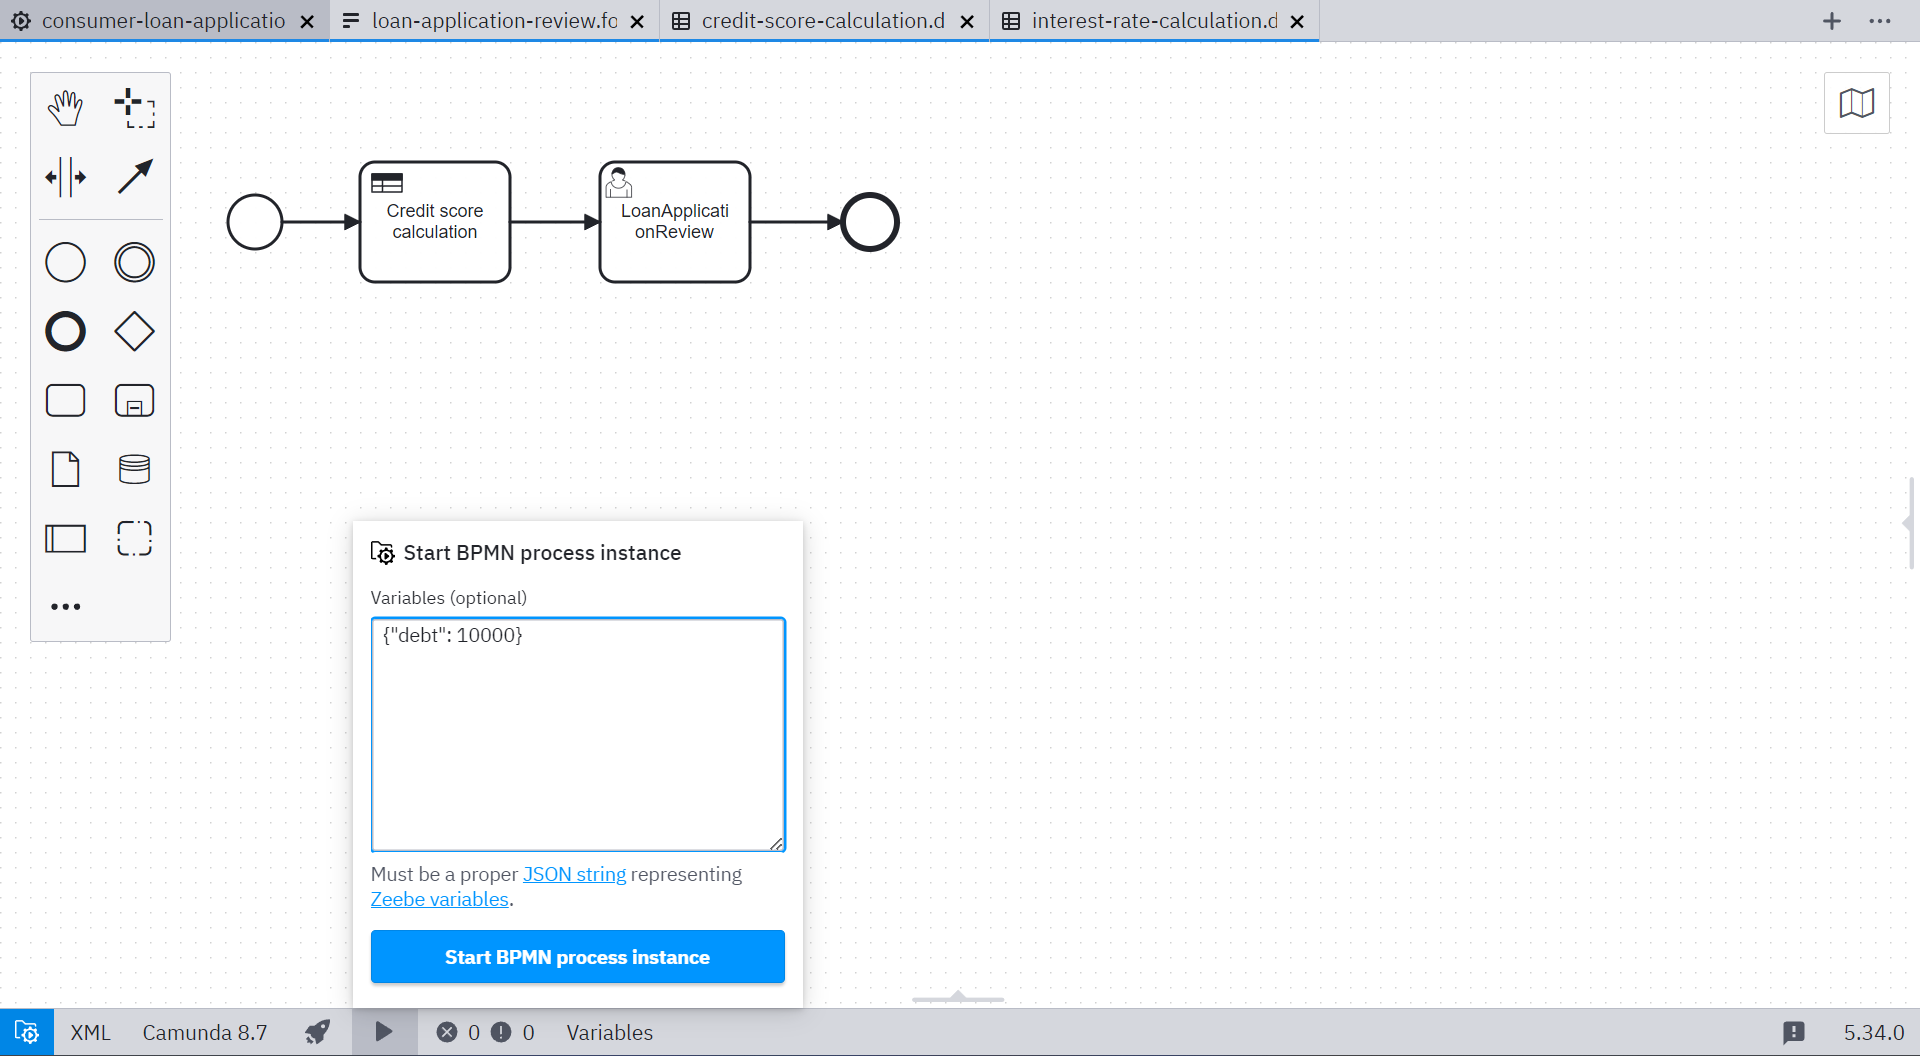 consumer-loan-applicatio
loan-application-review.fo
credit-score-calculation.d
interest-rate-calculation.d
Credit score
calculation
LoanApplicati
onReview
Start BPMN process instance
Variables (optional)
{"debt": 10000}
Must be a proper JSON string representing
Zeebe variables.
Start BPMN process instance
XML Camunda 8.7 0 0 Variables 5.34.0